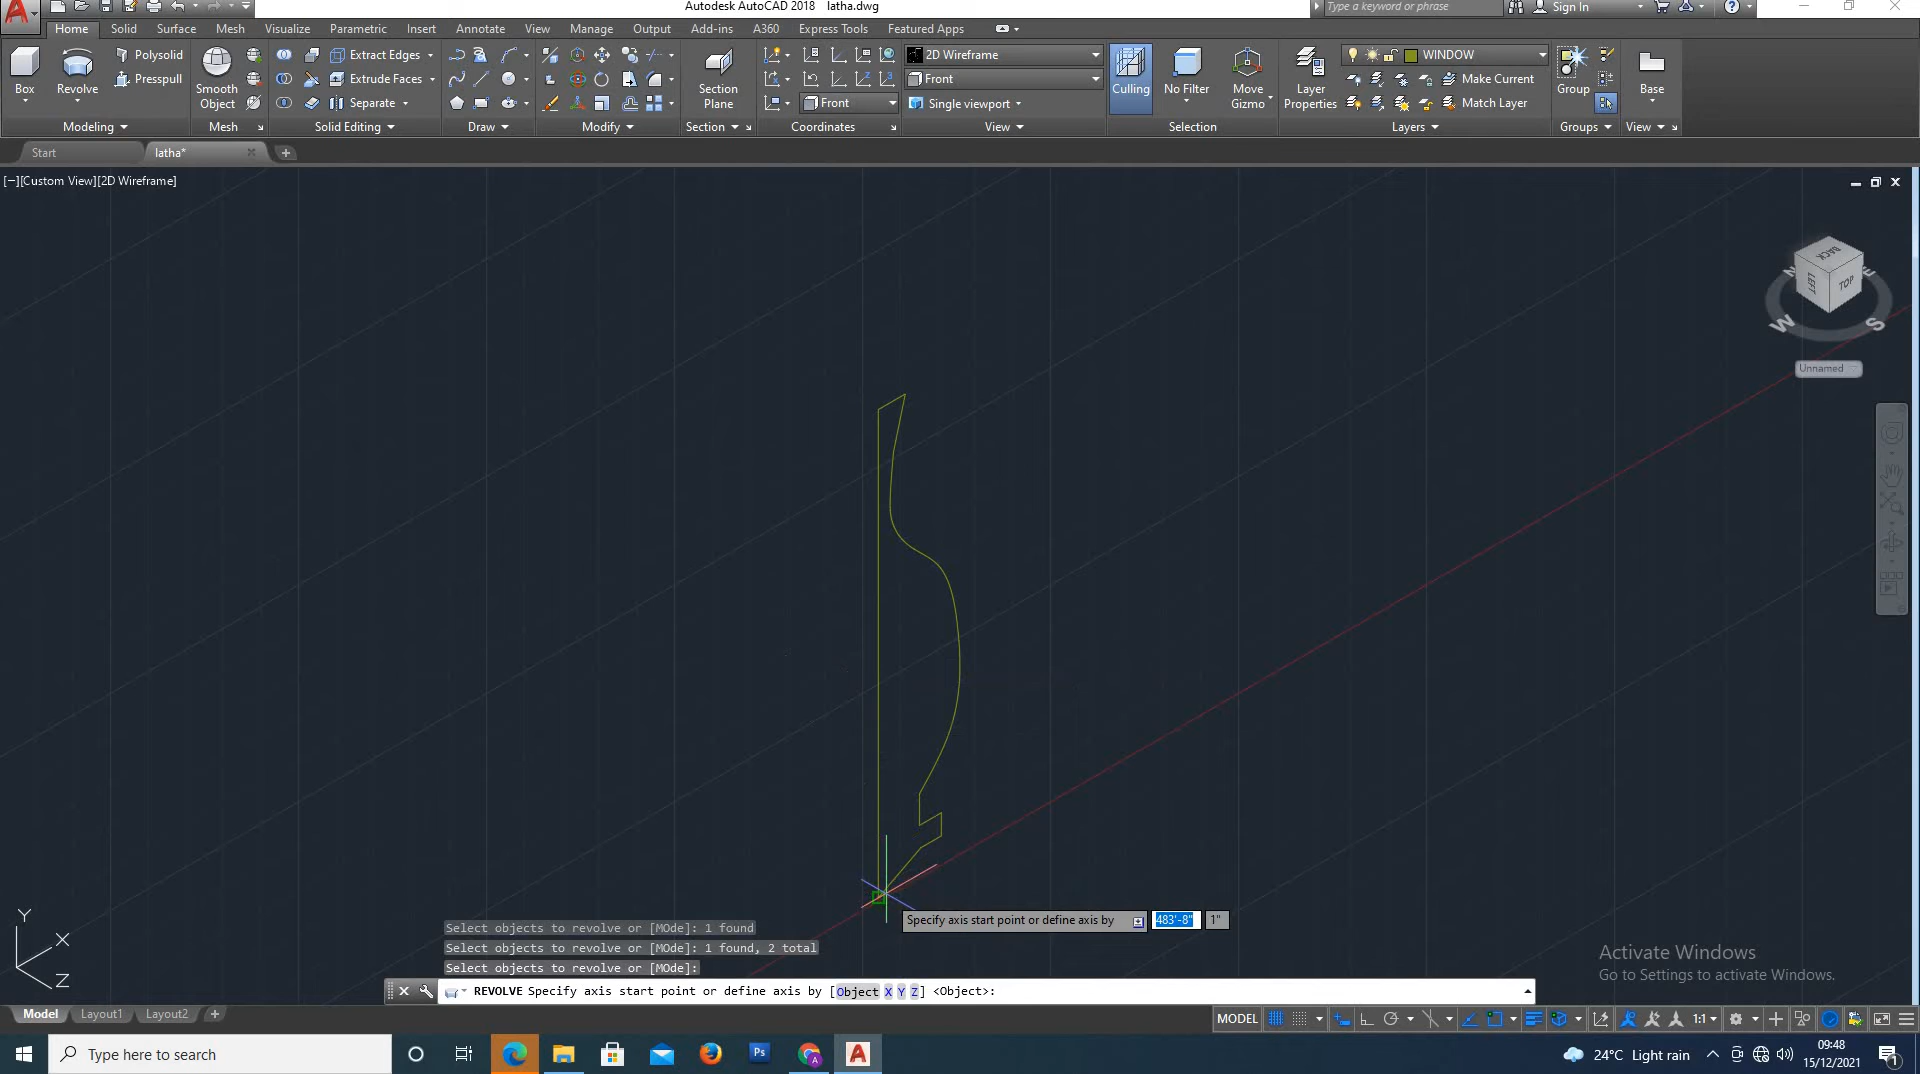 Autodesk AutoCAD 2018 latha.dwg
Type a keyword or phrase
Sign In
Home Solid Surface Mesh Visualize Parametric Insert Annotate View Manage Output Add-ins A360 Express Tools Featured Apps
Box
Revolve
Polysolid
Presspull
Smooth Object
Extract Edges
Extrude Faces
Separate
Section Plane
Front
2D Wireframe
Front
Single viewport
Culling
No Filter
Move Gizmo
Layer Properties
WINDOW
Make Current
Match Layer
Group
Base
Modeling Mesh Solid Editing Draw Modify Section Coordinates View Selection Layers Groups View
Start latha*
[−][Custom View][2D Wireframe]
BACK
LEFT
TOP
N
E
W
S
Unnamed
Y
X
Z
Specify axis start point or define axis by 483'-8" 1"
Select objects to revolve or [MOde]: 1 found
Select objects to revolve or [MOde]: 1 found, 2 total
Select objects to revolve or [MOde]:
REVOLVE Specify axis start point or define axis by [Object X Y Z] <Object>:
Activate Windows
Go to Settings to activate Windows.
Model Layout1 Layout2
MODEL
1:1
Type here to search
Ps
A
24°C Light rain
09:48
15/12/2021
1